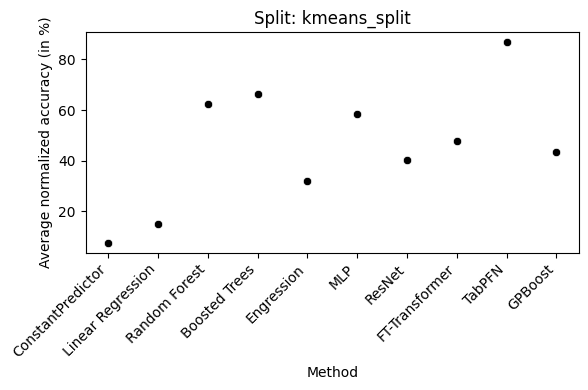 Split: kmeans_split
Average normalized accuracy (in %)
80
60
40
20
ConstantPredictor
Linear Regression
Random Forest
Boosted Trees
Engression
MLP
ResNet
FT-Transformer
TabPFN
GPBoost
Method